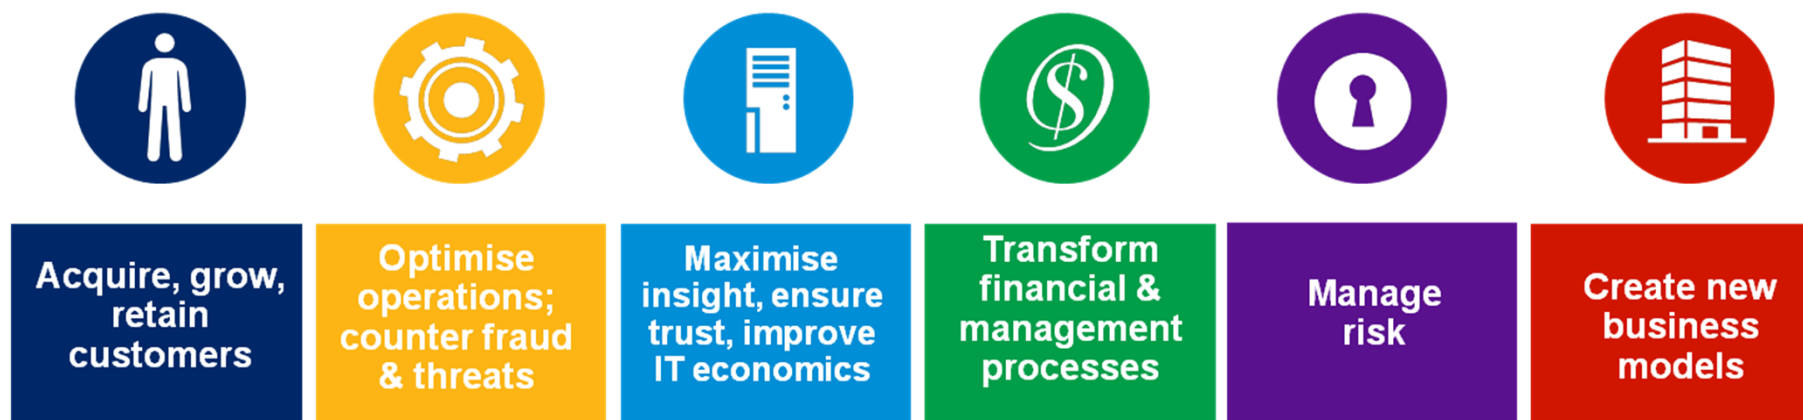 Acquire, grow,
retain
customers
Optimise
operations;
counter fraud
& threats
Maximise
insight, ensure
trust, improve
IT economics
Transform
financial &
management
processes
Manage
risk
Create new
business
models